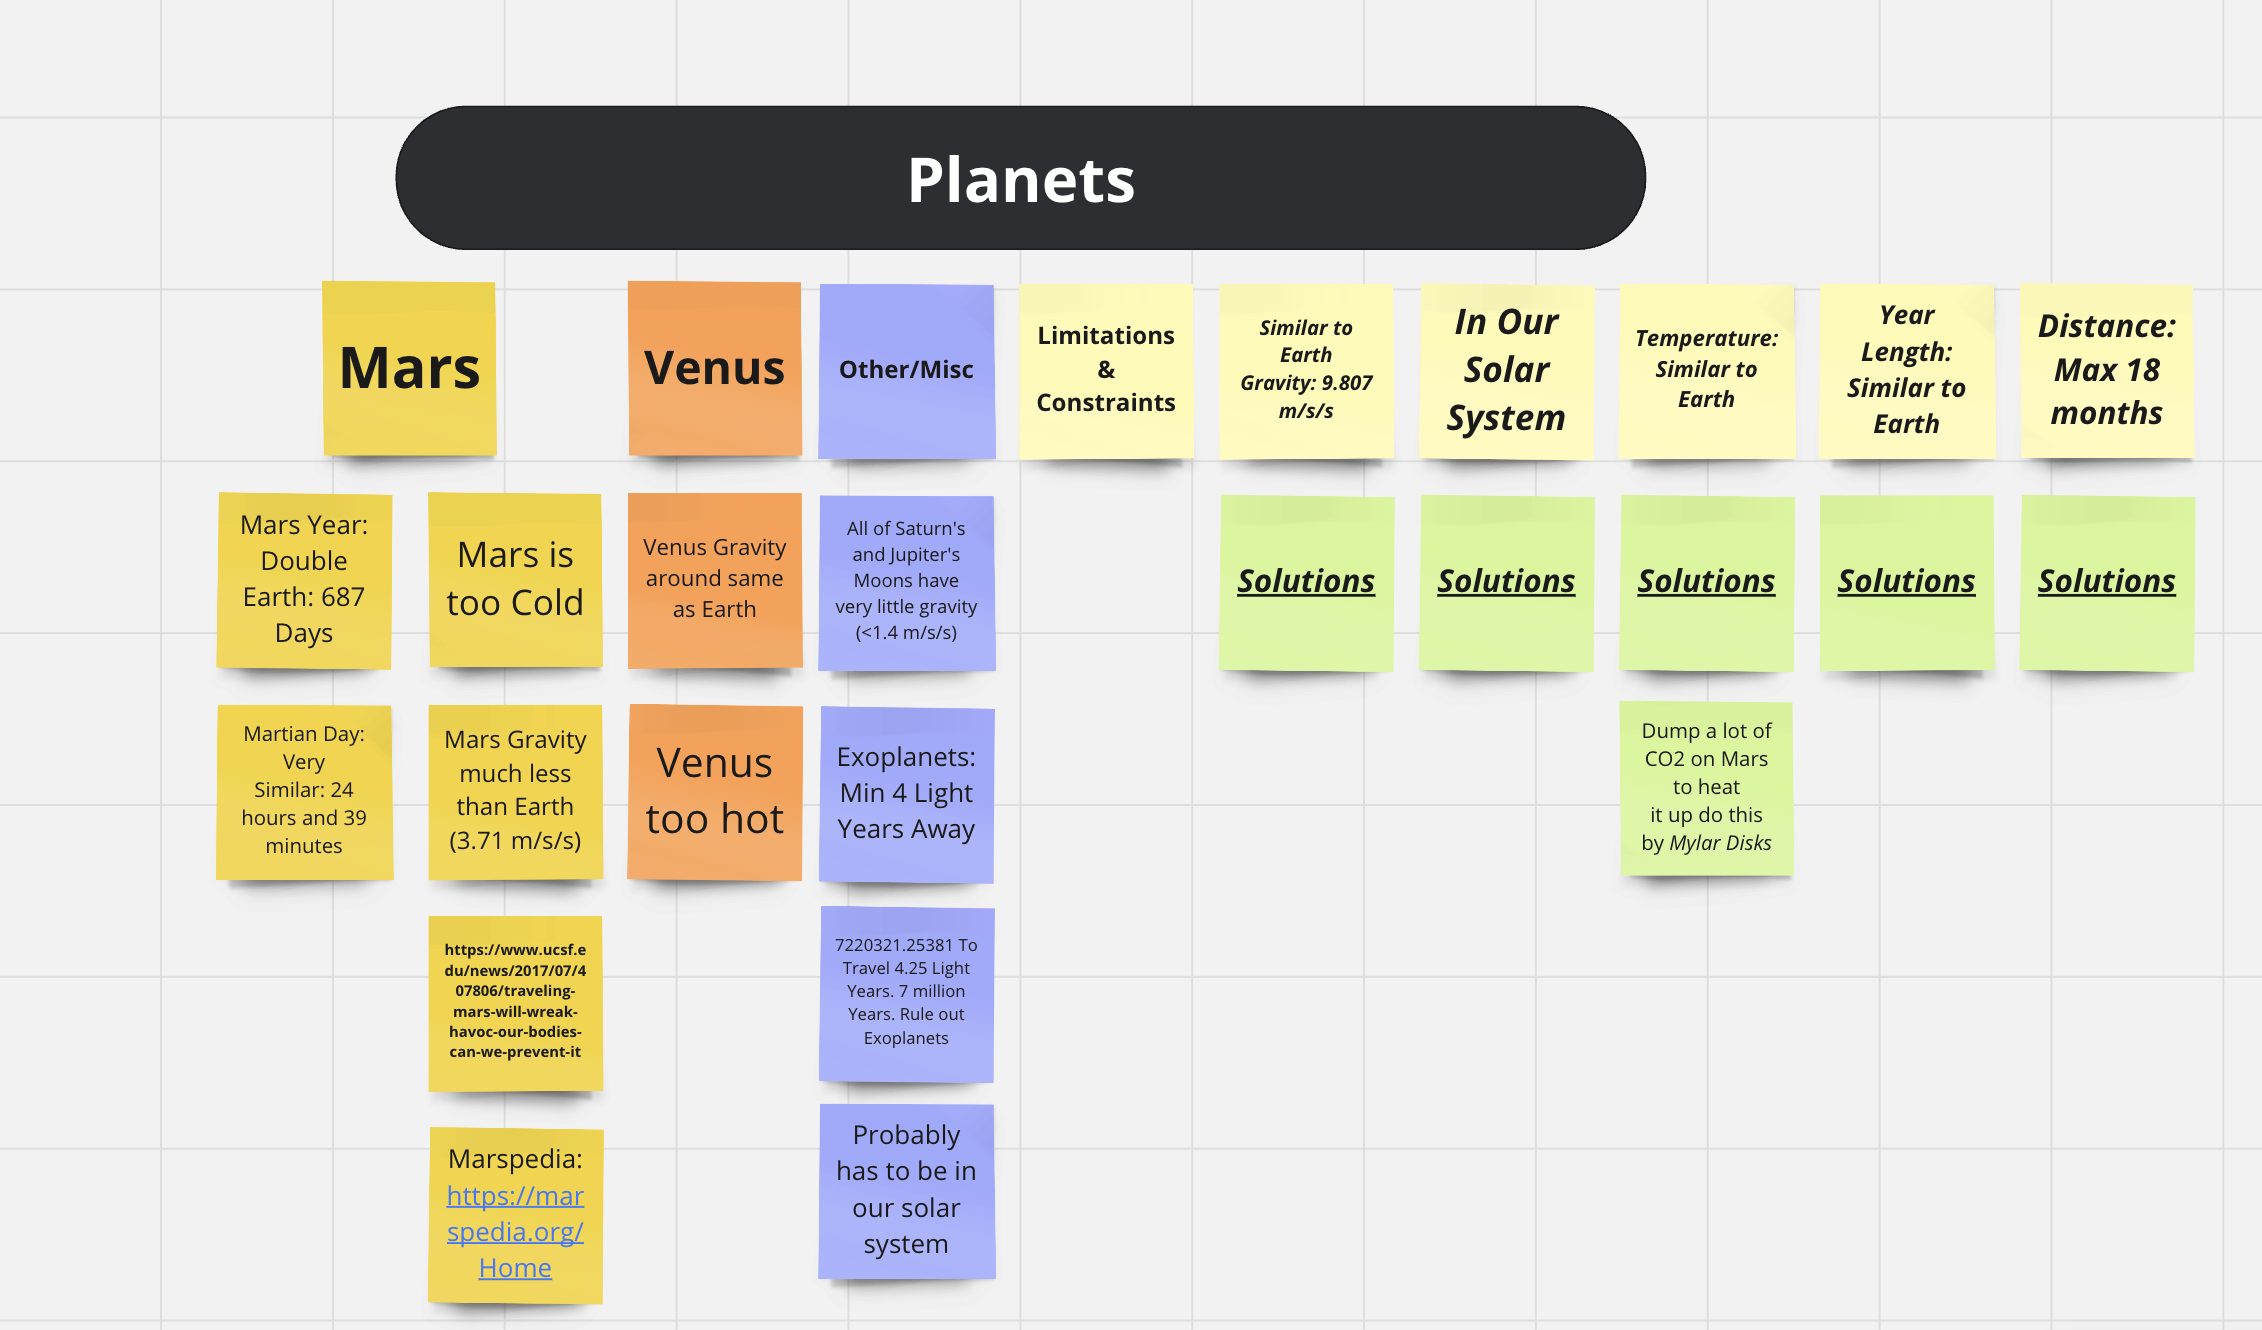 Planets
Mars
Venus
Other/Misc
Limitations
&
Constraints
Similar to
Earth
Gravity: 9.807
m/s/s
In Our
Solar
System
Temperature:
Similar to
Earth
Year
Length:
Similar to
Earth
Distance:
Max 18
months
Mars Year:
Double
Earth: 687
Days
Mars is
too Cold
Venus Gravity
around same
as Earth
All of Saturn's
and Jupiter's
Moons have
very little gravity
(<1.4 m/s/s)
Solutions
Solutions
Solutions
Solutions
Solutions
Martian Day:
Very
Similar: 24
hours and 39
minutes
Mars Gravity
much less
than Earth
(3.71 m/s/s)
Venus
too hot
Exoplanets:
Min 4 Light
Years Away
Dump a lot of
CO2 on Mars
to heat
it up do this
by Mylar Disks
https://www.ucsf.e
du/news/2017/07/4
07806/traveling-
mars-will-wreak-
havoc-our-bodies-
can-we-prevent-it
7220321.25381 To
Travel 4.25 Light
Years. 7 million
Years. Rule out
Exoplanets
Marspedia:
https://mar
spedia.org/
Home
Probably
has to be in
our solar
system